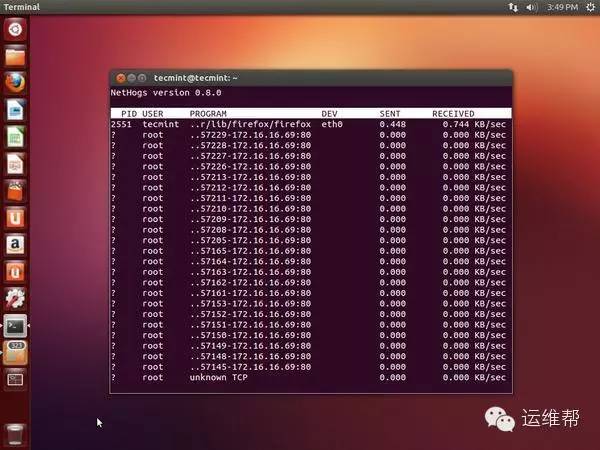 Terminal
3:49 PM
tecmint@tecmint: ~
NetHogs version 0.8.0
PID USER PROGRAM DEV SENT RECEIVED
2551 tecmint ..r/lib/firefox/firefox eth0 0.448 0.744 KB/sec
? root ..57229-172.16.16.69:80 0.000 0.000 KB/sec
? root ..57228-172.16.16.69:80 0.000 0.000 KB/sec
? root ..57227-172.16.16.69:80 0.000 0.000 KB/sec
? root ..57226-172.16.16.69:80 0.000 0.000 KB/sec
? root ..57213-172.16.16.69:80 0.000 0.000 KB/sec
? root ..57212-172.16.16.69:80 0.000 0.000 KB/sec
? root ..57211-172.16.16.69:80 0.000 0.000 KB/sec
? root ..57210-172.16.16.69:80 0.000 0.000 KB/sec
? root ..57209-172.16.16.69:80 0.000 0.000 KB/sec
? root ..57208-172.16.16.69:80 0.000 0.000 KB/sec
? root ..57205-172.16.16.69:80 0.000 0.000 KB/sec
? root ..57165-172.16.16.69:80 0.000 0.000 KB/sec
? root ..57164-172.16.16.69:80 0.000 0.000 KB/sec
? root ..57163-172.16.16.69:80 0.000 0.000 KB/sec
? root ..57162-172.16.16.69:80 0.000 0.000 KB/sec
? root ..57161-172.16.16.69:80 0.000 0.000 KB/sec
? root ..57153-172.16.16.69:80 0.000 0.000 KB/sec
? root ..57152-172.16.16.69:80 0.000 0.000 KB/sec
? root ..57151-172.16.16.69:80 0.000 0.000 KB/sec
? root ..57150-172.16.16.69:80 0.000 0.000 KB/sec
? root ..57149-172.16.16.69:80 0.000 0.000 KB/sec
? root ..57148-172.16.16.69:80 0.000 0.000 KB/sec
? root ..57145-172.16.16.69:80 0.000 0.000 KB/sec
? root unknown TCP 0.000 0.000 KB/sec
323
运维帮